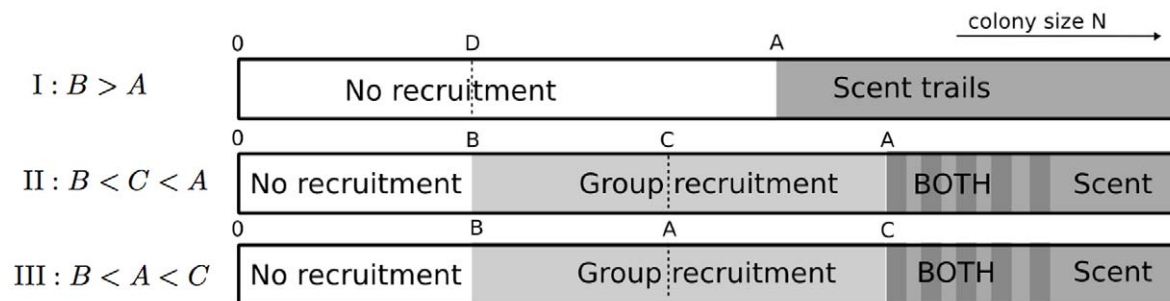 colony size N
0 D A
I : B > A No recruitment Scent trails
0 B C A
II : B < C < A No recruitment Group recruitment BOTH Scent
0 B A C
III : B < A < C No recruitment Group recruitment BOTH Scent